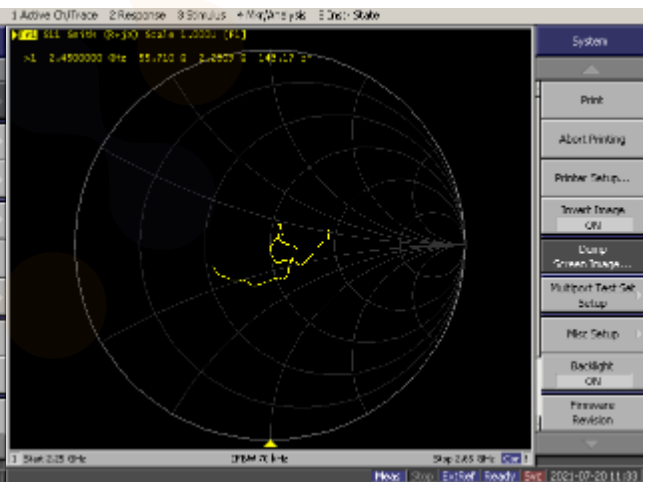 1 Active Ch/Trace 2 Response 3 Stimulus 4 Mkr/Analysis 5 Instr State
S11 Smith (R+jX) Scale 1.000U [F1]
>1 2.4500000 GHz
System
Print
Abort Printing
Printer Setup...
Invert Image
ON
Dump
Screen Image...
Multiport Test Set
Setup
Misc Setup
Backlight
ON
Firmware
Revision
1 Start 2.25 GHz IFBW 70 kHz Stop 2.65 GHz Cor !
Meas Stop ExtRef Ready Svc 2021-07-20 11:33